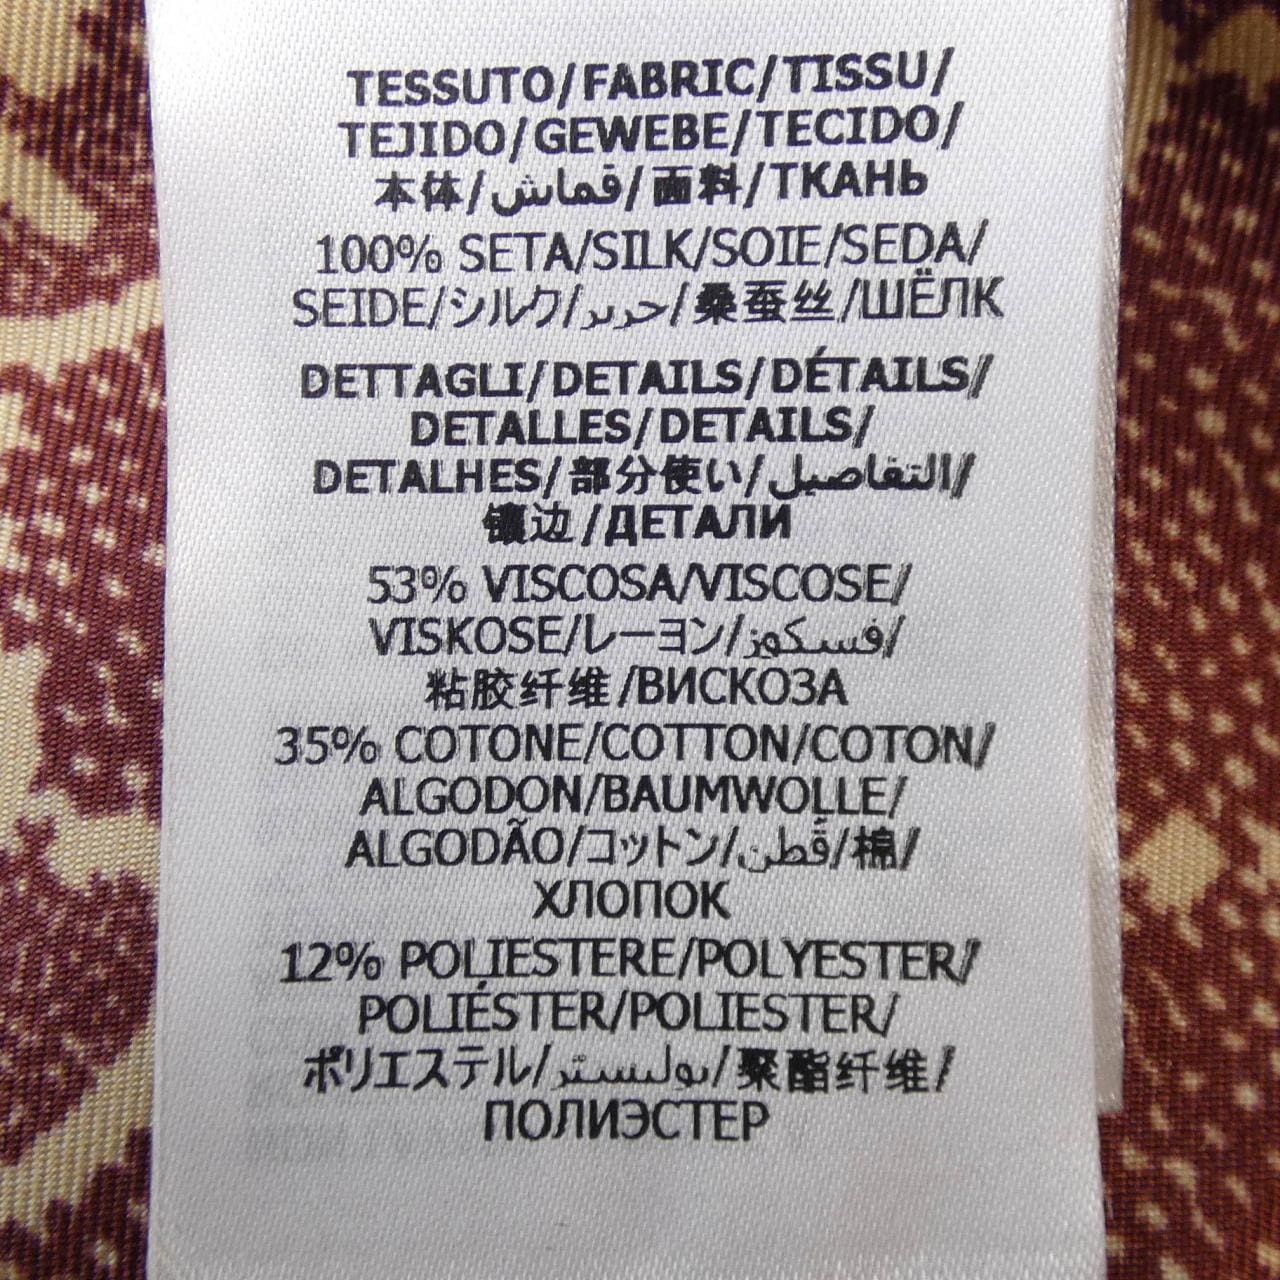 TESSUTO/FABRIC/TISSU/
TEJIDO/GEWEBE/TECIDO/
本体/قماش/面料/ТКАНЬ
100% SETA/SILK/SOIE/SEDA/
SEIDE/シルク/حرير/桑蚕丝/ШЁЛК
DETTAGLI/DETAILS/DÉTAILS/
DETALLES/DETAILS/
DETALHES/部分使い/التفاصيل/
镶边/ДЕТАЛИ
53% VISCOSA/VISCOSE/
VISKOSE/レーヨン/فسكوز/
粘胶纤维/ВИСКОЗА
35% COTONE/COTTON/COTON/
ALGODON/BAUMWOLLE/
ALGODÃO/コットン/قطن/棉/
ХЛОПОК
12% POLIESTERE/POLYESTER/
POLIÉSTER/POLIESTER/
ポリエステル/بوليستر/聚酯纤维/
ПОЛИЭСТЕР